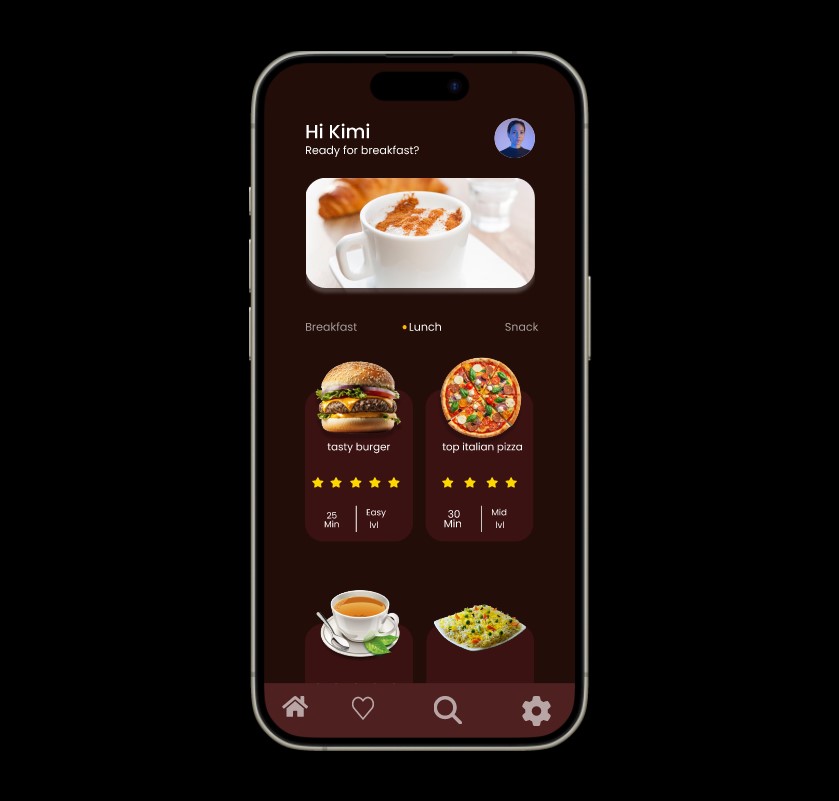 Hi Kimi
Ready for breakfast?
Breakfast
Lunch
Snack
tasty burger
top italian pizza
25
Min
Easy
lvl
30
Min
Mid
lvl